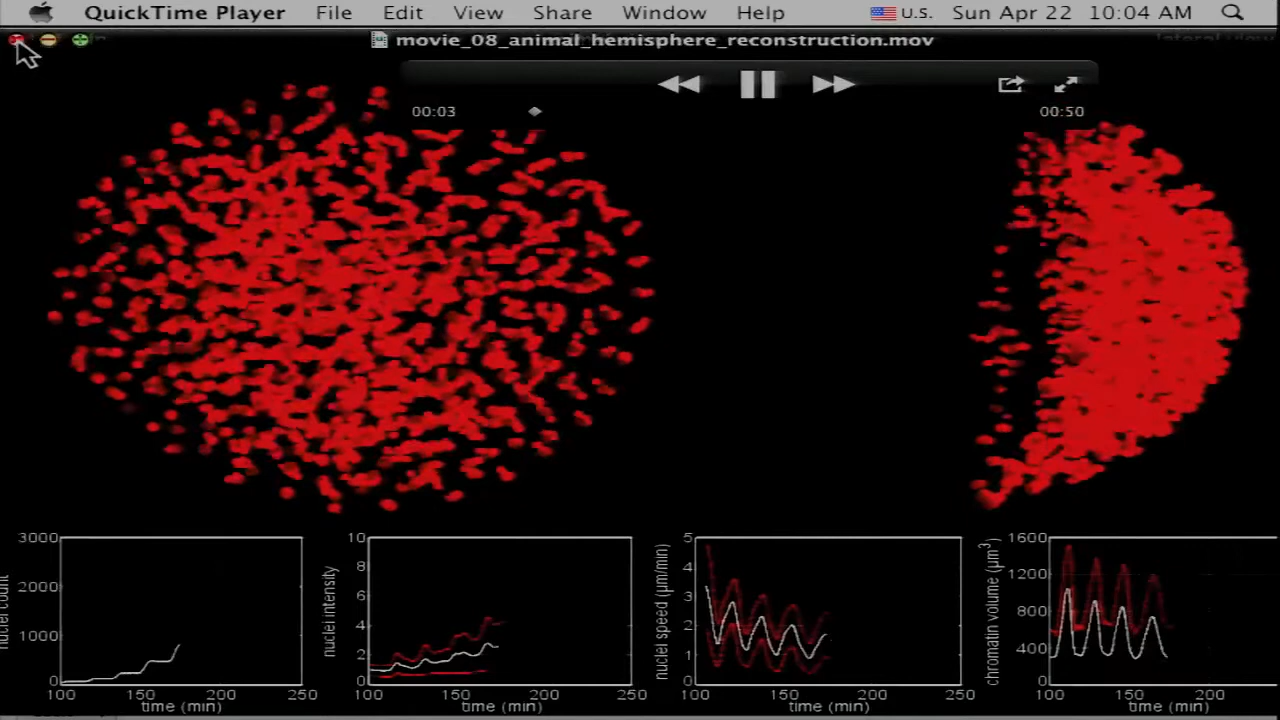 QuickTime Player File Edit View Share Window Help U.S. Sun Apr 22 10:04 AM
movie_08_animal_hemisphere_reconstruction.mov
lateral view
00:03 00:50
3000
2000
1000
0
nuclei count
100 150 200 250
time (min)
10
8
6
4
2
0
nuclei intensity
100 150 200 250
time (min)
5
4
3
2
1
0
nuclei speed (µm/min)
100 150 200 250
time (min)
1600
1200
800
400
0
chromatin volume (µm³)
100 150 200
time (min)